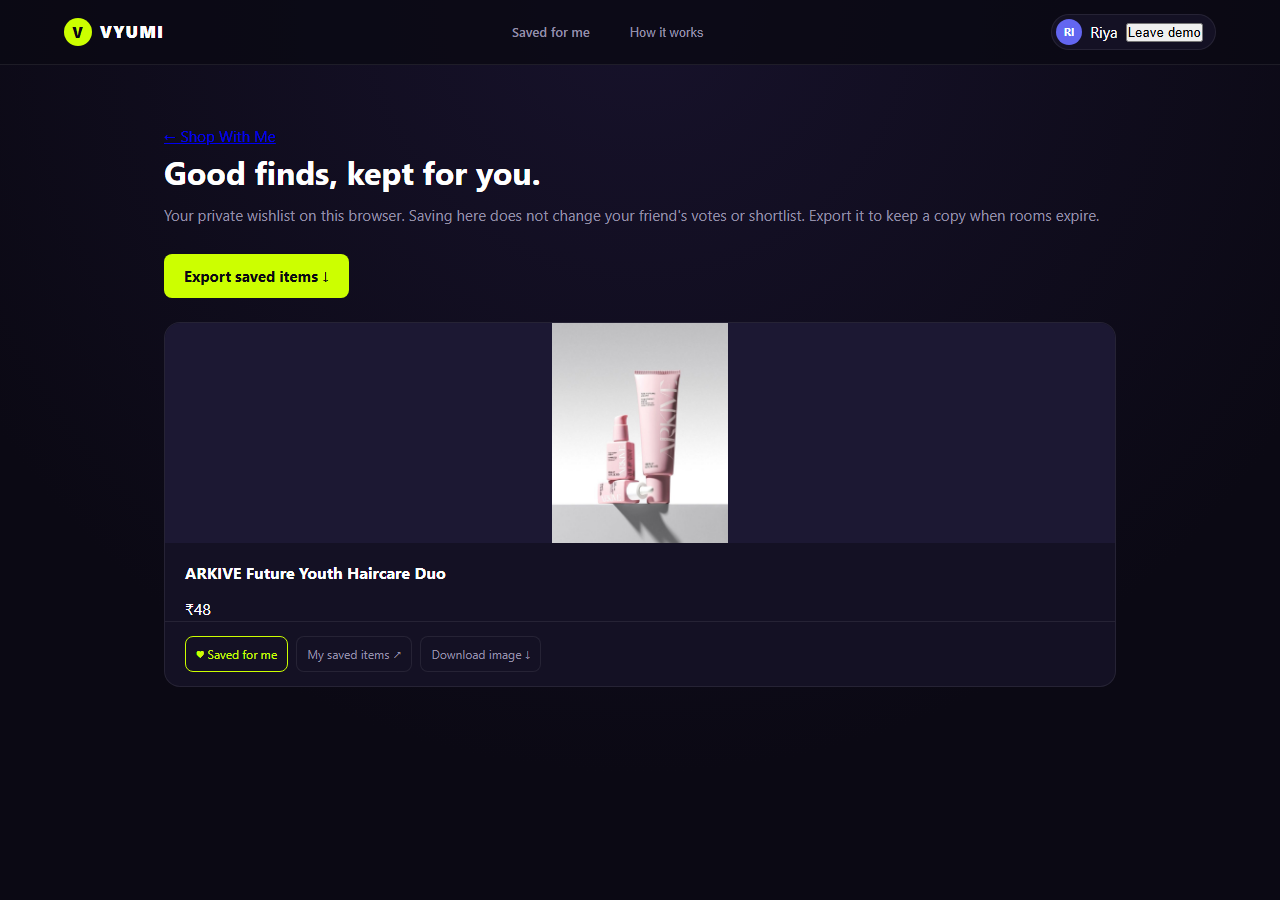 V VYUMI
Saved for me
How it works
RI Riya Leave demo
← Shop With Me
Good finds, kept for you.
Your private wishlist on this browser. Saving here does not change your friend's votes or shortlist. Export it to keep a copy when rooms expire.
Export saved items ↓
ARKIVE
ARKIVE Future Youth Haircare Duo
₹48
♥ Saved for me
My saved items ↗
Download image ↓